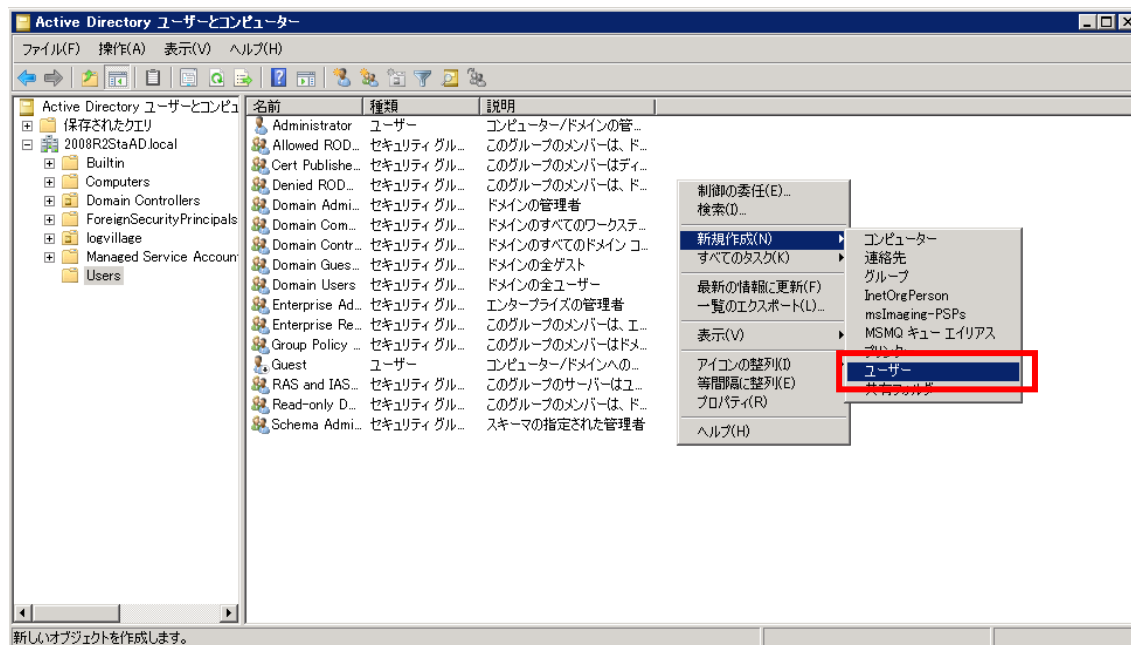 Active Directory ユーザーとコンピューター
ファイル(F) 操作(A) 表示(V) ヘルプ(H)
Active Directory ユーザーとコンピュ
保存されたクエリ
2008R2StaAD.local
Builtin
Computers
Domain Controllers
ForeignSecurityPrincipals
logvillage
Managed Service Accoun
Users
名前 種類 説明
Administrator ユーザー コンピューター/ドメインの管...
Allowed ROD... セキュリティ グル... このグループのメンバーは、ド...
Cert Publishe... セキュリティ グル... このグループのメンバーはディ...
Denied ROD... セキュリティ グル... このグループのメンバーは、ド...
Domain Admi... セキュリティ グル... ドメインの管理者
Domain Com... セキュリティ グル... ドメインのすべてのワークステ...
Domain Contr... セキュリティ グル... ドメインのすべてのドメイン コ...
Domain Gues... セキュリティ グル... ドメインの全ゲスト
Domain Users セキュリティ グル... ドメインの全ユーザー
Enterprise Ad... セキュリティ グル... エンタープライズの管理者
Enterprise Re... セキュリティ グル... このグループのメンバーは、エ...
Group Policy ... セキュリティ グル... このグループのメンバーはドメ...
Guest ユーザー コンピューター/ドメインへの...
RAS and IAS... セキュリティ グル... このグループのサーバーはユ...
Read-only D... セキュリティ グル... このグループのメンバーは、ド...
Schema Admi... セキュリティ グル... スキーマの指定された管理者
制御の委任(E)...
検索(I)...
新規作成(N)
すべてのタスク(K)
最新の情報に更新(F)
一覧のエクスポート(L)...
表示(V)
アイコンの整列(I)
等間隔に整列(E)
プロパティ(R)
ヘルプ(H)
コンピューター
連絡先
グループ
InetOrgPerson
msImaging-PSPs
MSMQ キュー エイリアス
プリンター
ユーザー
共有フォルダー
新しいオブジェクトを作成します。